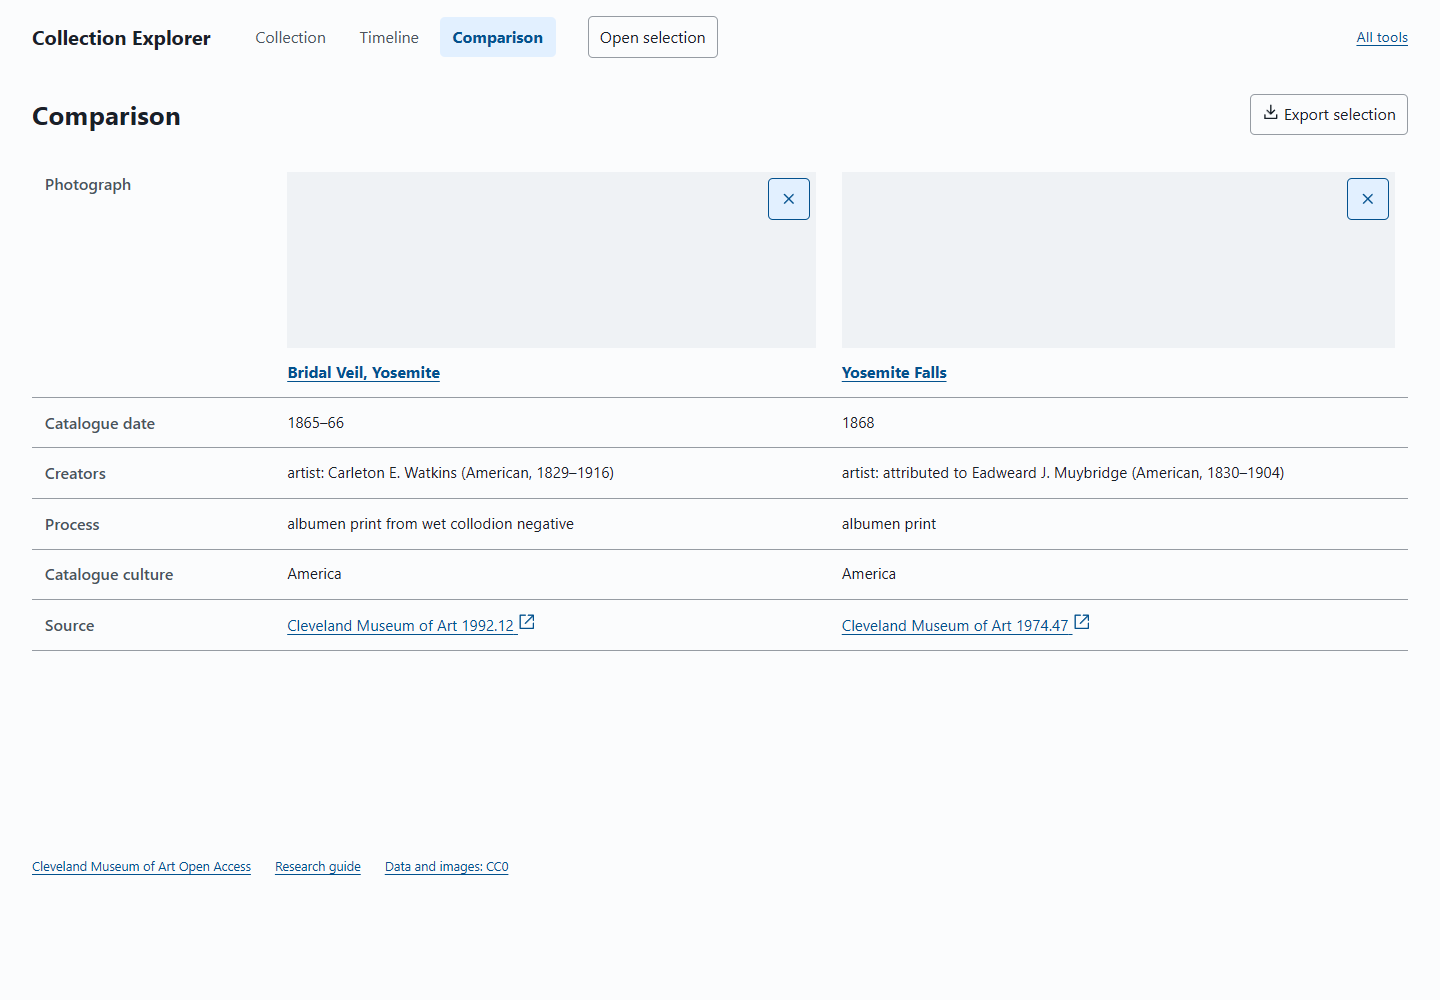 Collection Explorer Collection Timeline Comparison Open selection All tools
Comparison Export selection
Photograph
Bridal Veil, Yosemite Yosemite Falls
Catalogue date 1865–66 1868
Creators artist: Carleton E. Watkins (American, 1829–1916) artist: attributed to Eadweard J. Muybridge (American, 1830–1904)
Process albumen print from wet collodion negative albumen print
Catalogue culture America America
Source Cleveland Museum of Art 1992.12 Cleveland Museum of Art 1974.47
Cleveland Museum of Art Open Access Research guide Data and images: CC0